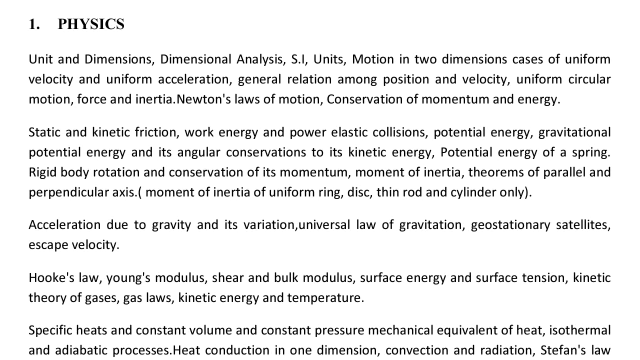 1. PHYSICS
Unit and Dimensions, Dimensional Analysis, S.I, Units, Motion in two dimensions cases of uniform
velocity and uniform acceleration, general relation among position and velocity, uniform circular
motion, force and inertia.Newton's laws of motion, Conservation of momentum and energy.
Static and kinetic friction, work energy and power elastic collisions, potential energy, gravitational
potential energy and its angular conservations to its kinetic energy, Potential energy of a spring.
Rigid body rotation and conservation of its momentum, moment of inertia, theorems of parallel and
perpendicular axis.( moment of inertia of uniform ring, disc, thin rod and cylinder only).
Acceleration due to gravity and its variation,universal law of gravitation, geostationary satellites,
escape velocity.
Hooke's law, young's modulus, shear and bulk modulus, surface energy and surface tension, kinetic
theory of gases, gas laws, kinetic energy and temperature.
Specific heats and constant volume and constant pressure mechanical equivalent of heat, isothermal
and adiabatic processes.Heat conduction in one dimension, convection and radiation, Stefan's law